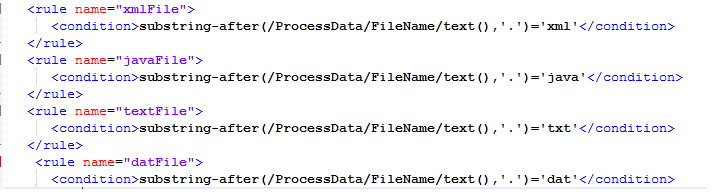 <rule name="xmlFile">
<condition>substring-after(/ProcessData/FileName/text(),'.')='xml'</condition>
</rule>
<rule name="javaFile">
<condition>substring-after(/ProcessData/FileName/text(),'.')='java'</condition>
</rule>
<rule name="textFile">
<condition>substring-after(/ProcessData/FileName/text(),'.')='txt'</condition>
</rule>
<rule name="datFile">
<condition>substring-after(/ProcessData/FileName/text(),'.')='dat'</condition>